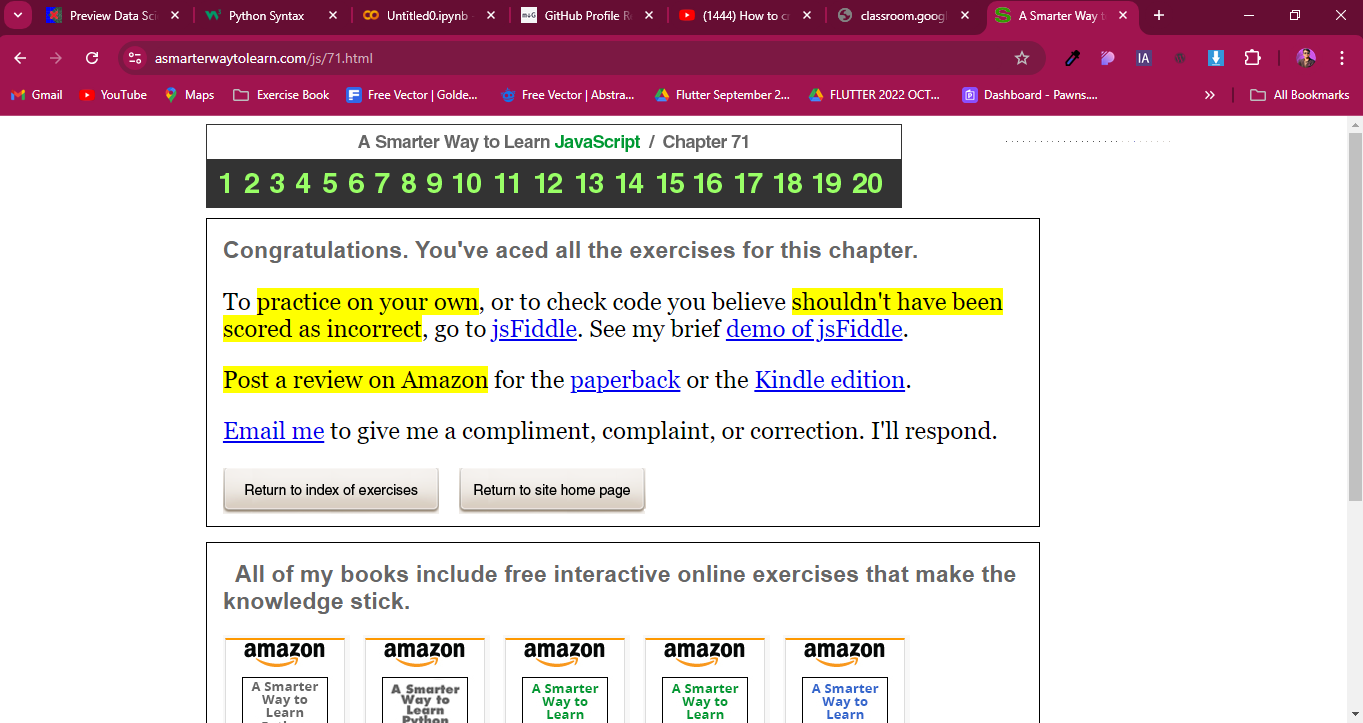 Preview Data Sci
Python Syntax
Untitled0.ipynb
GitHub Profile R
(1444) How to cr
classroom.googl
A Smarter Way t
asmarterwaytolearn.com/js/71.html
Gmail
YouTube
Maps
Exercise Book
Free Vector | Golde...
Free Vector | Abstra...
Flutter September 2...
FLUTTER 2022 OCT...
Dashboard - Pawns....
All Bookmarks
A Smarter Way to Learn JavaScript / Chapter 71
1 2 3 4 5 6 7 8 9 10 11 12 13 14 15 16 17 18 19 20
Congratulations. You've aced all the exercises for this chapter.
To practice on your own, or to check code you believe shouldn't have been
scored as incorrect, go to jsFiddle. See my brief demo of jsFiddle.
Post a review on Amazon for the paperback or the Kindle edition.
Email me to give me a compliment, complaint, or correction. I'll respond.
Return to index of exercises
Return to site home page
All of my books include free interactive online exercises that make the
knowledge stick.
amazon amazon amazon amazon amazon
A Smarter A Smarter A Smarter A Smarter A Smarter
Way to Way to Way to Way to Way to
Learn Learn Learn Learn Learn
Python Python